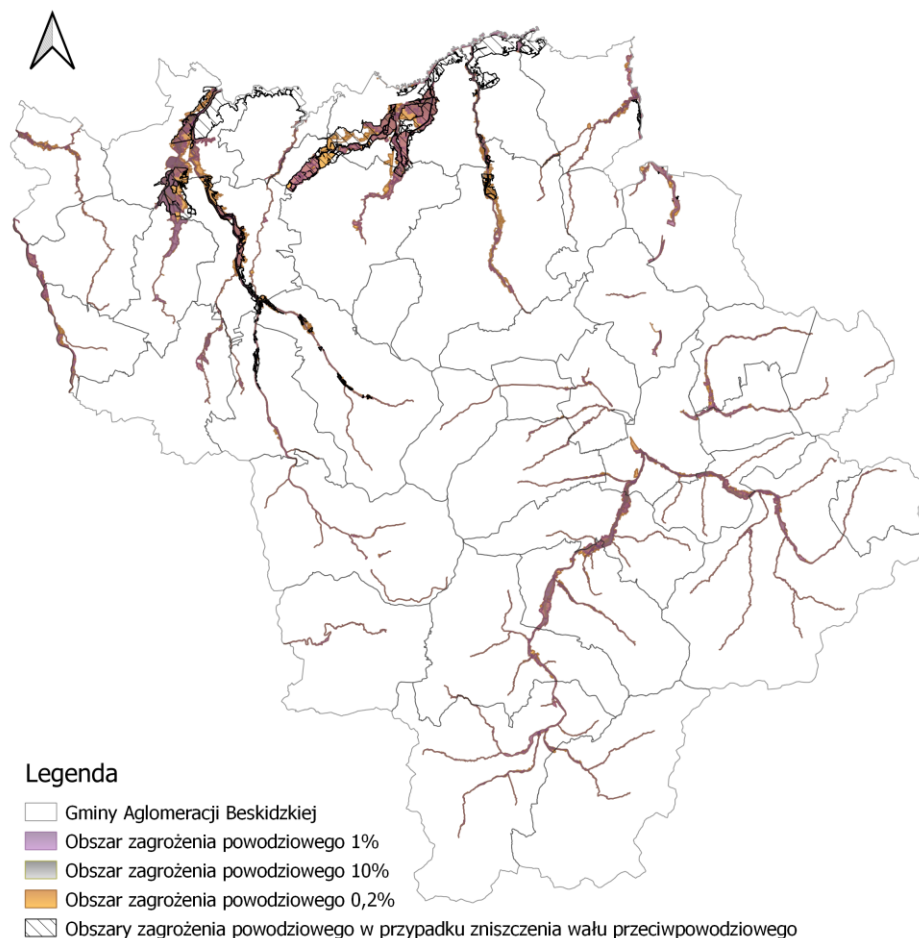 Legenda
Gminy Aglomeracji Beskidzkiej
Obszar zagrożenia powodziowego 1%
Obszar zagrożenia powodziowego 10%
Obszar zagrożenia powodziowego 0,2%
Obszary zagrożenia powodziowego w przypadku zniszczenia wału przeciwpowodziowego